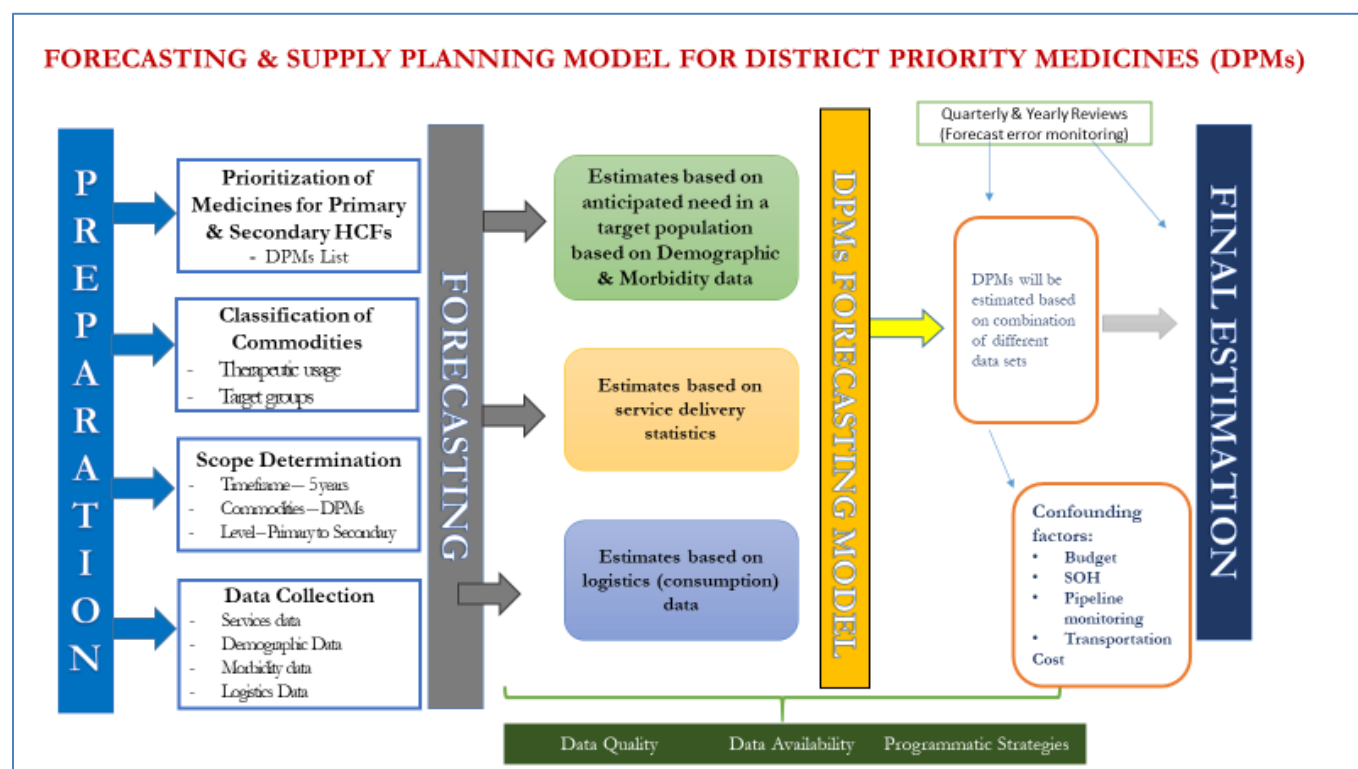 FORECASTING & SUPPLY PLANNING MODEL FOR DISTRICT PRIORITY MEDICINES (DPMs)
PREPARATION
Prioritization of
Medicines for Primary
& Secondary HCFs
- DPMs List
Classification of
Commodities
- Therapeutic usage
- Target groups
Scope Determination
- Timeframe– 5 years
- Commodities–DPMs
- Level–Primary to Secondary
Data Collection
- Services data
- Demographic Data
- Morbidity data
- Logistics Data
FORECASTING
Estimates based on
anticipated need in a
target population
based on Demographic
& Morbidity data
Estimates based on
service delivery
statistics
Estimates based on
logistics (consumption)
data
DPMs FORECASTING MODEL
Quarterly & Yearly Reviews
(Forecast error monitoring)
DPMs will be
estimated based
on combination
of different
data sets
Confounding
factors:
• Budget
• SOH
• Pipeline
monitoring
• Transportation
Cost
FINAL ESTIMATION
Data Quality Data Availability Programmatic Strategies